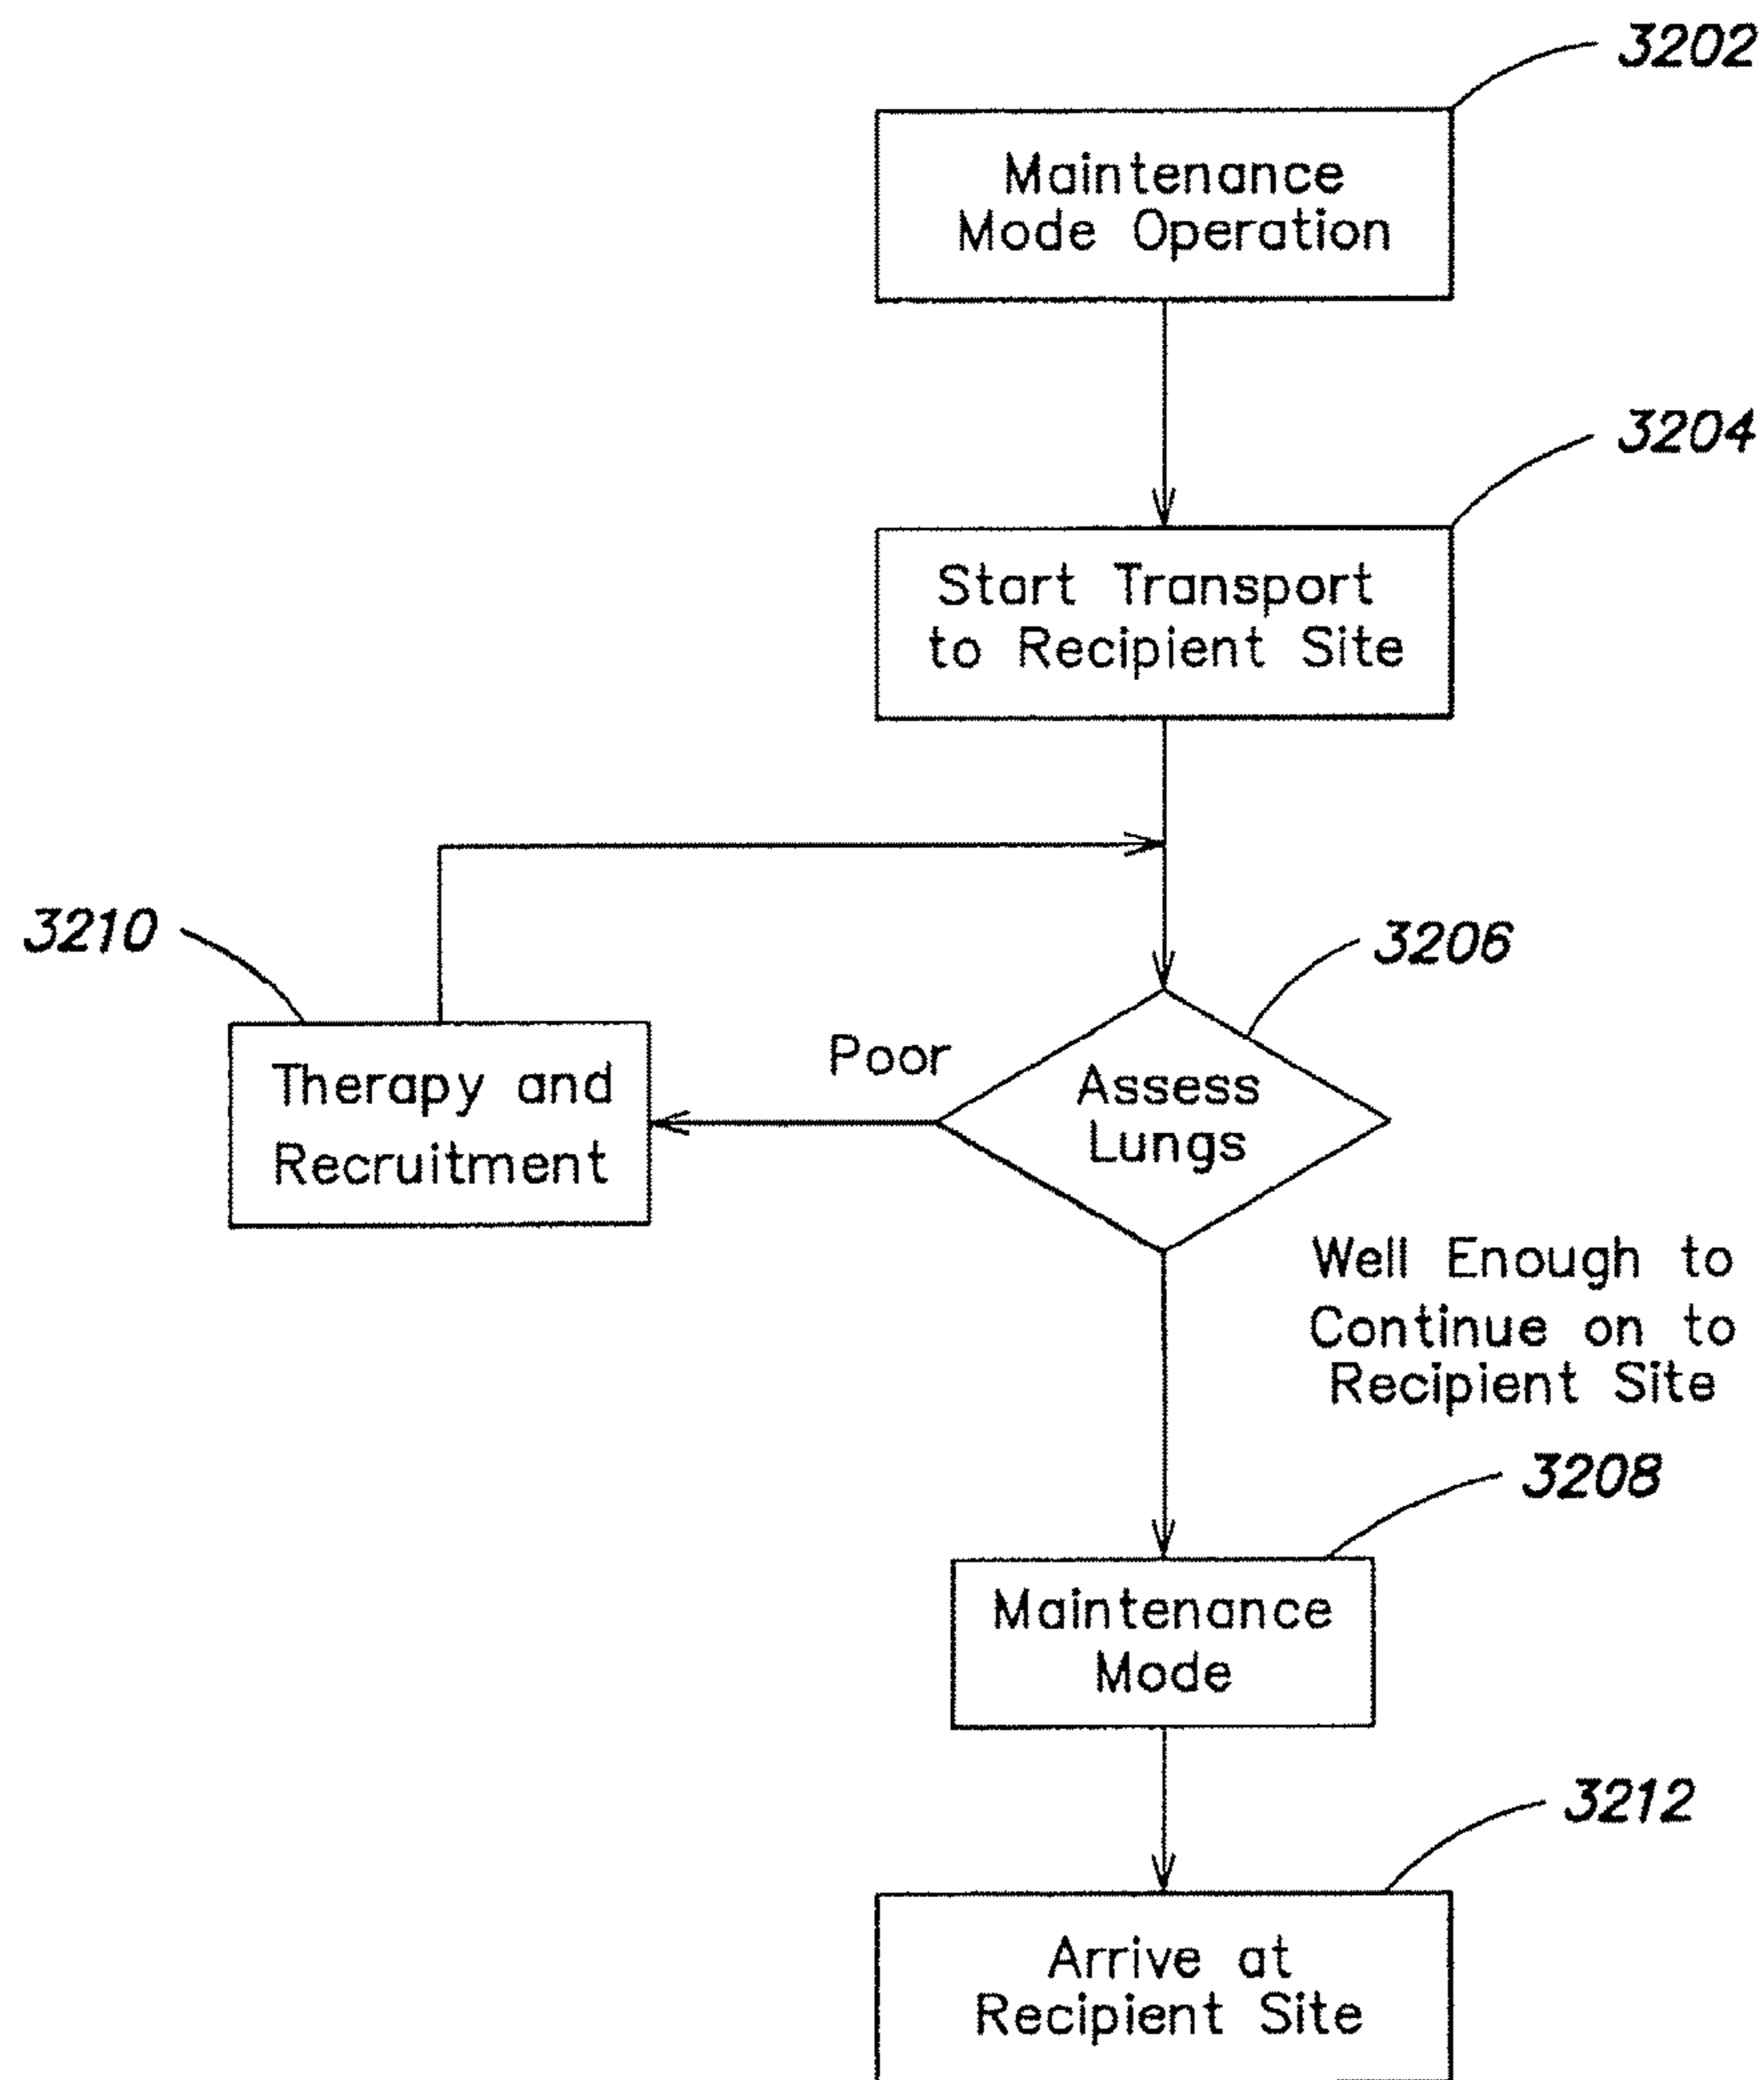 3202
Maintenance
Mode Operation
3204
Start Transport
to Recipient Site
3210
3206
Poor
Therapy and
Recruitment
Assess
Lungs
Well Enough to
Continue on to
Recipient Site
3208
Maintenance
Mode
3212
Arrive at
Recipient Site